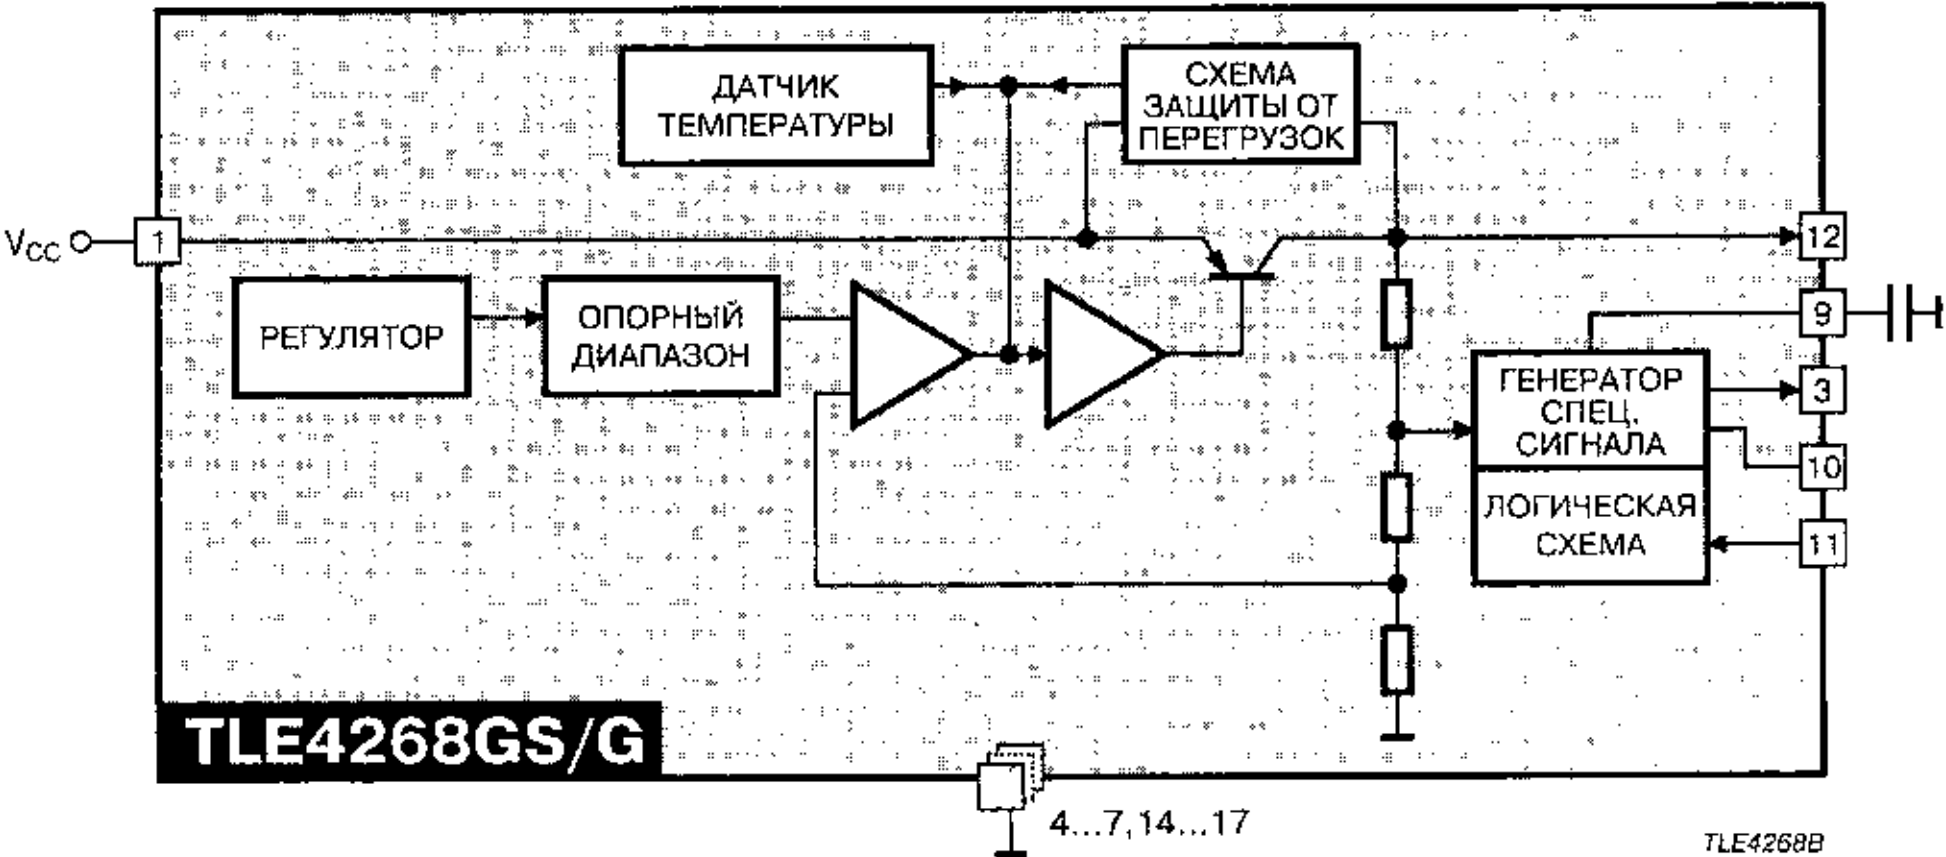 ДАТЧИК
ТЕМПЕРАТУРЫ
СХЕМА
ЗАЩИТЫ ОТ
ПЕРЕГРУЗОК
VCC
1
12
РЕГУЛЯТОР
ОПОРНЫЙ
ДИАПАЗОН
9
ГЕНЕРАТОР
СПЕЦ.
СИГНАЛА
3
10
ЛОГИЧЕСКАЯ
СХЕМА
11
TLE4268GS/G
4...7,14...17
TLE4268B